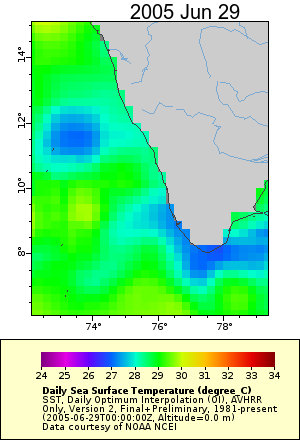 2005 Jun 29
14°
12°
10°
8°
74°
76°
78°
24 25 26 27 28 29 30 31 32 33 34
Daily Sea Surface Temperature (degree_C)
SST, Daily Optimum Interpolation (OI), AVHRR
Only, Version 2, Final+Preliminary, 1981-present
(2005-06-29T00:00:00Z, Altitude=0.0 m)
Data courtesy of NOAA NCEI